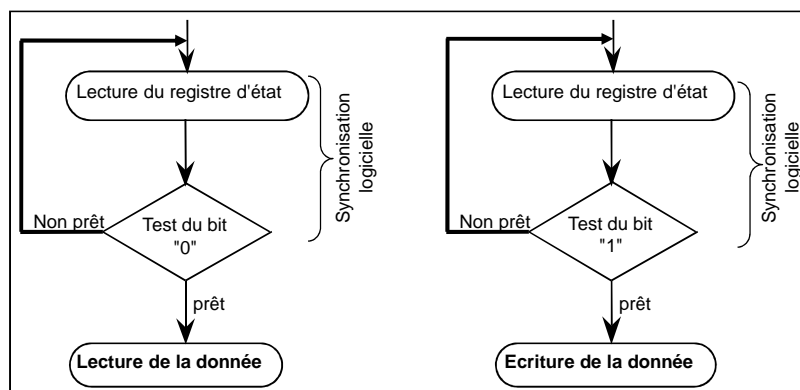 Lecture du registre d'état
Synchronisation
logicielle
Non prêt
Test du bit
"0"
prêt
Lecture de la donnée
Lecture du registre d'état
Synchronisation
logicielle
Non prêt
Test du bit
"1"
prêt
Ecriture de la donnée